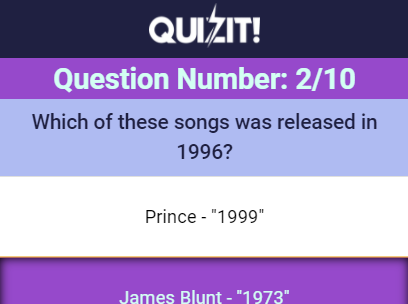 QUIZIT!
Question Number: 2/10
Which of these songs was released in
1996?
Prince - "1999"
James Blunt - "1973"